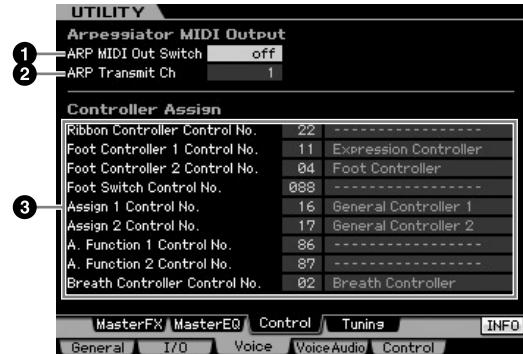 UTILITY
Arpeggiator MIDI Output
1 ARP MIDI Out Switch off
2 ARP Transmit Ch 1
Controller Assign
Ribbon Controller Control No. 22 -----------------
Foot Controller 1 Control No. 11 Expression Controller
Foot Controller 2 Control No. 04 Foot Controller
Foot Switch Control No. 088 -----------------
3 Assign 1 Control No. 16 General Controller 1
Assign 2 Control No. 17 General Controller 2
A. Function 1 Control No. 86 -----------------
A. Function 2 Control No. 87 -----------------
Breath Controller Control No. 02 Breath Controller
MasterFX MasterEQ Control Tuning INFO
General I/O Voice VoiceAudio Control